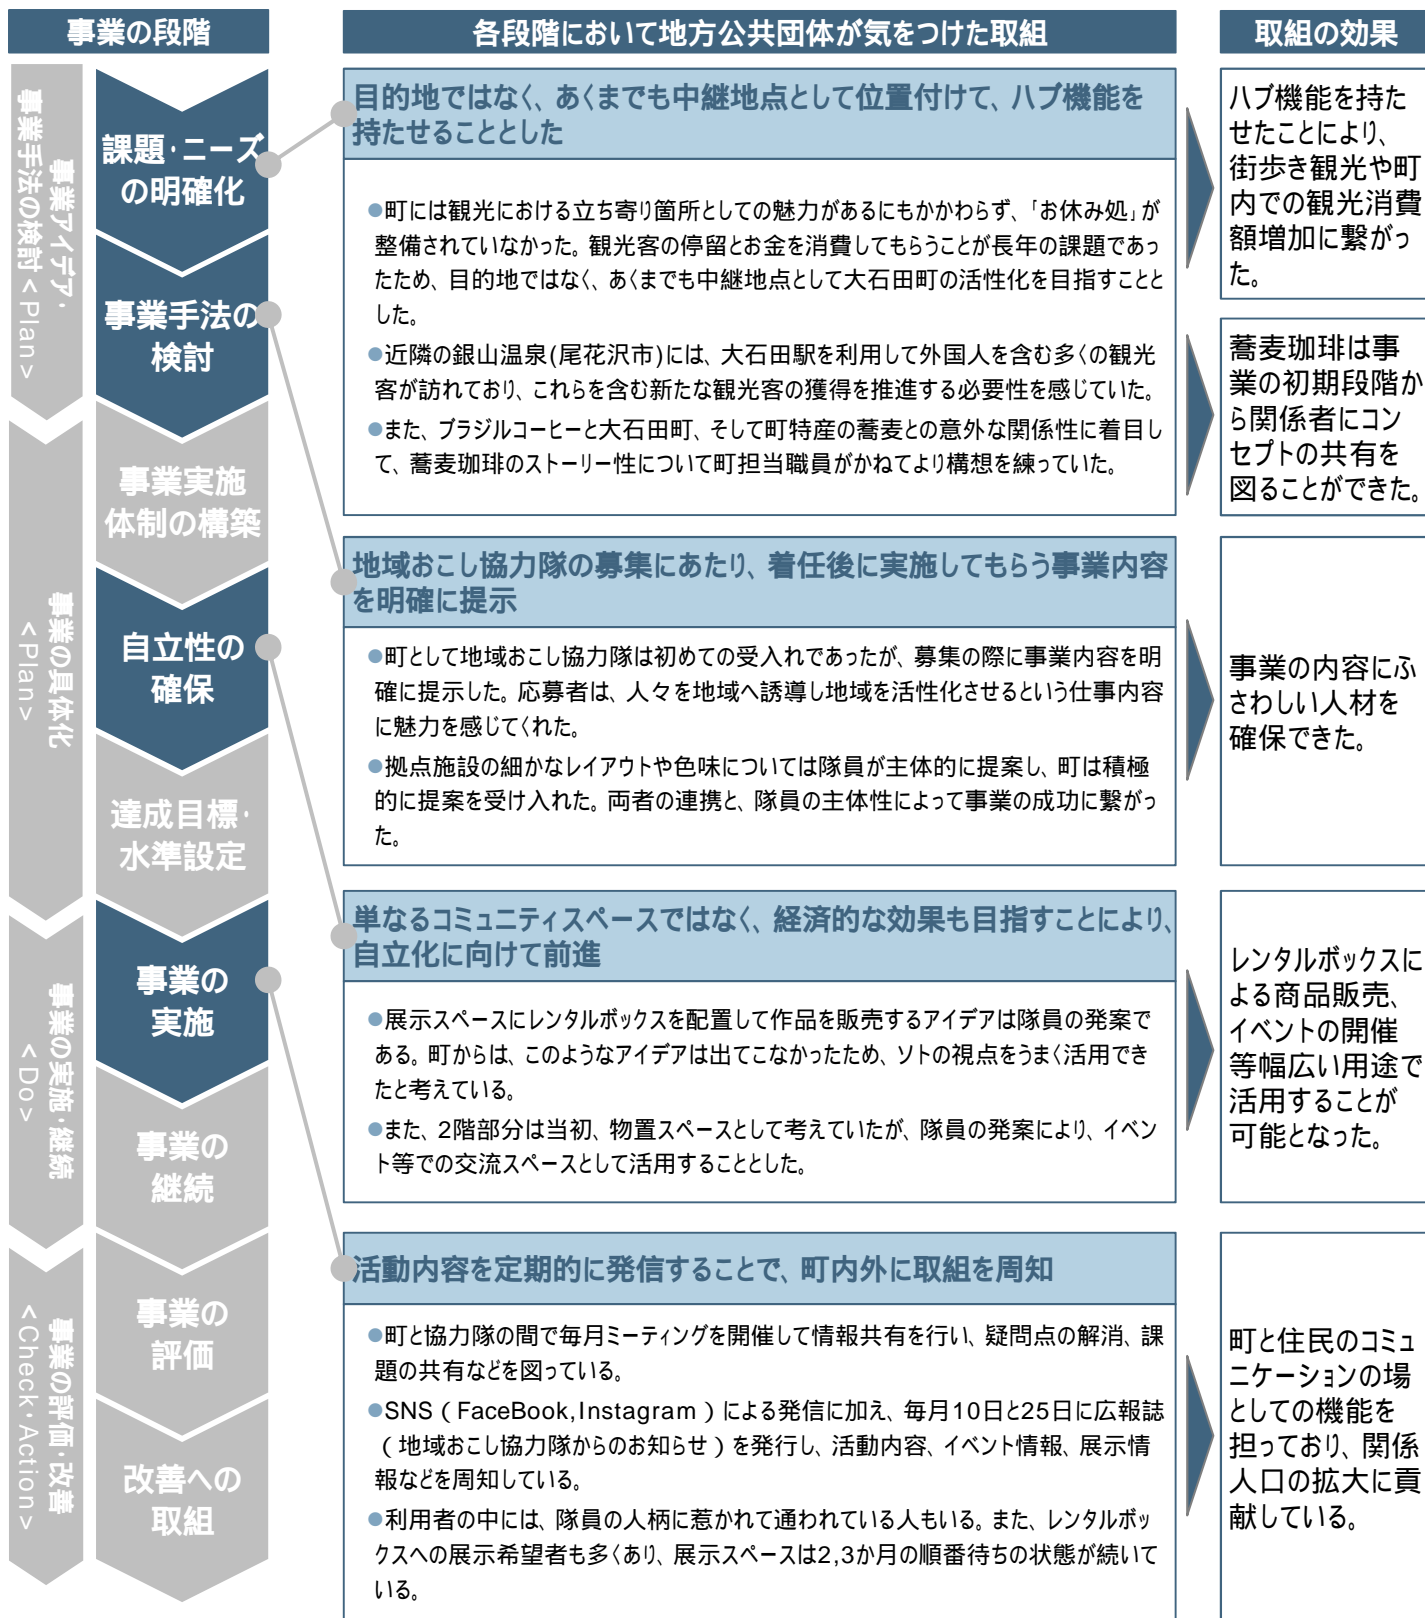 事業の段階
各段階において地方公共団体が気をつけた取組
取組の効果
事業アイデア・
事業手法の検討＜Plan＞
事業の具体化
＜Plan＞
事業の実施・継続
＜Do＞
事業の評価・改善
＜Check・Action＞
課題・ニーズ
の明確化
事業手法の
検討
事業実施
体制の構築
自立性の
確保
達成目標・
水準設定
事業の
実施
事業の
継続
事業の
評価
改善への
取組
目的地ではなく、あくまでも中継地点として位置付けて、ハブ機能を
持たせることとした
●町には観光における立ち寄り箇所としての魅力があるにもかかわらず、「お休み処」が
整備されていなかった。観光客の停留とお金を消費してもらうことが長年の課題であっ
たため、目的地ではなく、あくまでも中継地点として大石田町の活性化を目指すことと
した。
●近隣の銀山温泉(尾花沢市)には、大石田駅を利用して外国人を含む多くの観光
客が訪れており、これらを含む新たな観光客の獲得を推進する必要性を感じていた。
●また、ブラジルコーヒーと大石田町、そして町特産の蕎麦との意外な関係性に着目し
て、蕎麦珈琲のストーリー性について町担当職員がかねてより構想を練っていた。
ハブ機能を持た
せたことにより、
街歩き観光や町
内での観光消費
額増加に繋がっ
た。
蕎麦珈琲は事
業の初期段階か
ら関係者にコン
セプトの共有を
図ることができた。
地域おこし協力隊の募集にあたり、着任後に実施してもらう事業内容
を明確に提示
●町として地域おこし協力隊は初めての受入れであったが、募集の際に事業内容を明
確に提示した。応募者は、人々を地域へ誘導し地域を活性化させるという仕事内容
に魅力を感じてくれた。
●拠点施設の細かなレイアウトや色味については隊員が主体的に提案し、町は積極
的に提案を受け入れた。両者の連携と、隊員の主体性によって事業の成功に繋がっ
た。
事業の内容にふ
さわしい人材を
確保できた。
単なるコミュニティスペースではなく、経済的な効果も目指すことにより、
自立化に向けて前進
●展示スペースにレンタルボックスを配置して作品を販売するアイデアは隊員の発案で
ある。町からは、このようなアイデアは出てこなかったため、ソトの視点をうまく活用でき
たと考えている。
●また、2階部分は当初、物置スペースとして考えていたが、隊員の発案により、イベン
ト等での交流スペースとして活用することとした。
レンタルボックスに
よる商品販売、
イベントの開催
等幅広い用途で
活用することが
可能となった。
活動内容を定期的に発信することで、町内外に取組を周知
●町と協力隊の間で毎月ミーティングを開催して情報共有を行い、疑問点の解消、課
題の共有などを図っている。
●SNS（FaceBook,Instagram）による発信に加え、毎月10日と25日に広報誌
（地域おこし協力隊からのお知らせ）を発行し、活動内容、イベント情報、展示情
報などを周知している。
●利用者の中には、隊員の人柄に惹かれて通われている人もいる。また、レンタルボッ
クスへの展示希望者も多くあり、展示スペースは2,3か月の順番待ちの状態が続いて
いる。
町と住民のコミュ
ニケーションの場
としての機能を
担っており、関係
人口の拡大に貢
献している。